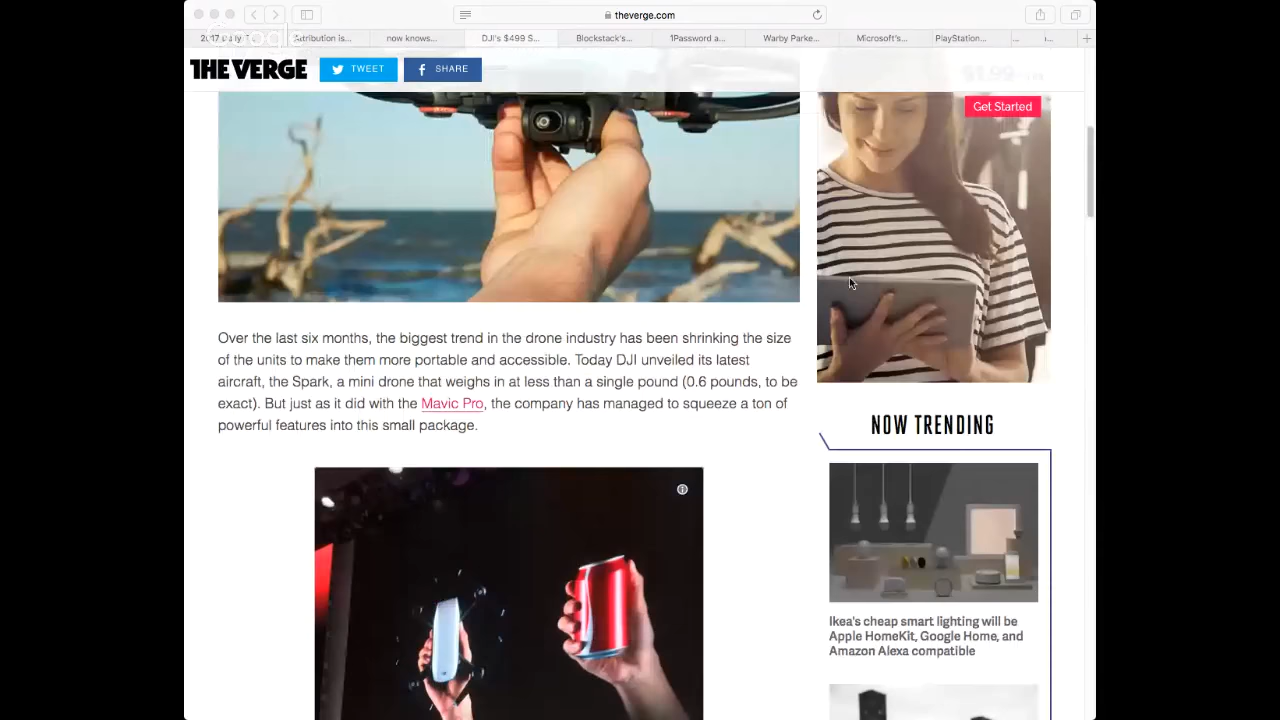 theverge.com
now knows...
DJI's $499 S...
Blockstack's...
1Password a...
Warby Parke...
Microsoft's...
PlayStation...
Google
THE VERGE
TWEET
SHARE
$1.99
Get Started
Over the last six months, the biggest trend in the drone industry has been shrinking the size
of the units to make them more portable and accessible. Today DJI unveiled its latest
aircraft, the Spark, a mini drone that weighs in at less than a single pound (0.6 pounds, to be
exact). But just as it did with the Mavic Pro, the company has managed to squeeze a ton of
powerful features into this small package.
NOW TRENDING
Ikea's cheap smart lighting will be
Apple HomeKit, Google Home, and
Amazon Alexa compatible